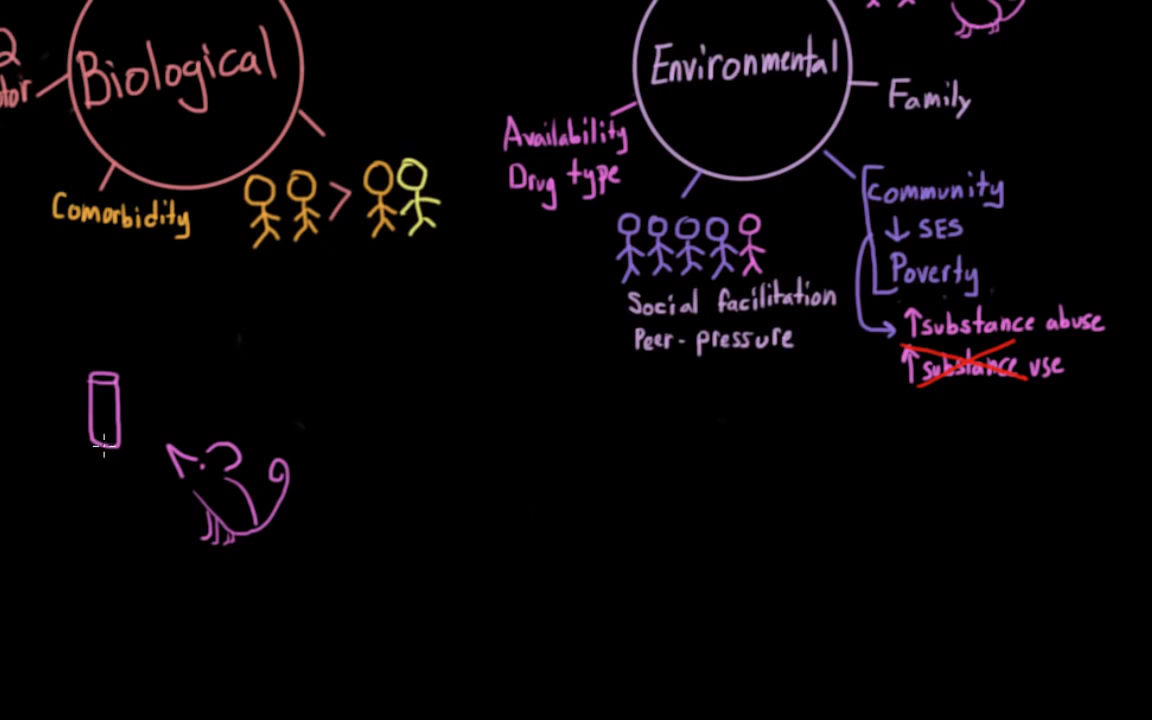 Biological
Comorbidity
>
Environmental
Family
Availability
Drug type
Community
↓ SES
Poverty
Social facilitation
Peer-pressure
↑substance abuse
↑substance use